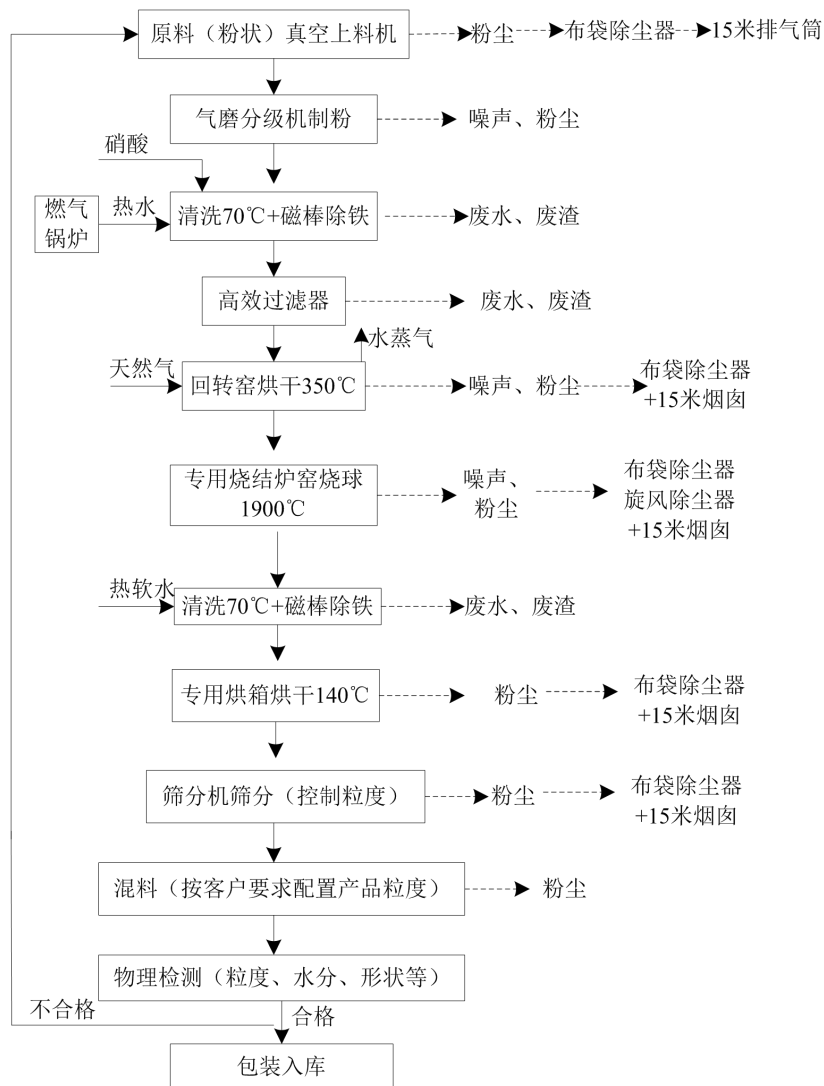 原料（粉状）真空上料机
粉尘
布袋除尘器
15米排气筒
气磨分级机制粉
噪声、粉尘
硝酸
燃气
锅炉
热水
清洗70℃+磁棒除铁
废水、废渣
高效过滤器
废水、废渣
水蒸气
天然气
回转窑烘干350℃
噪声、粉尘
布袋除尘器
+15米烟囱
专用烧结炉窑烧球
1900℃
噪声、
粉尘
布袋除尘器
旋风除尘器
+15米烟囱
热软水
清洗70℃+磁棒除铁
废水、废渣
专用烘箱烘干140℃
粉尘
布袋除尘器
+15米烟囱
筛分机筛分（控制粒度）
粉尘
布袋除尘器
+15米烟囱
混料（按客户要求配置产品粒度）
粉尘
物理检测（粒度、水分、形状等）
不合格
合格
包装入库